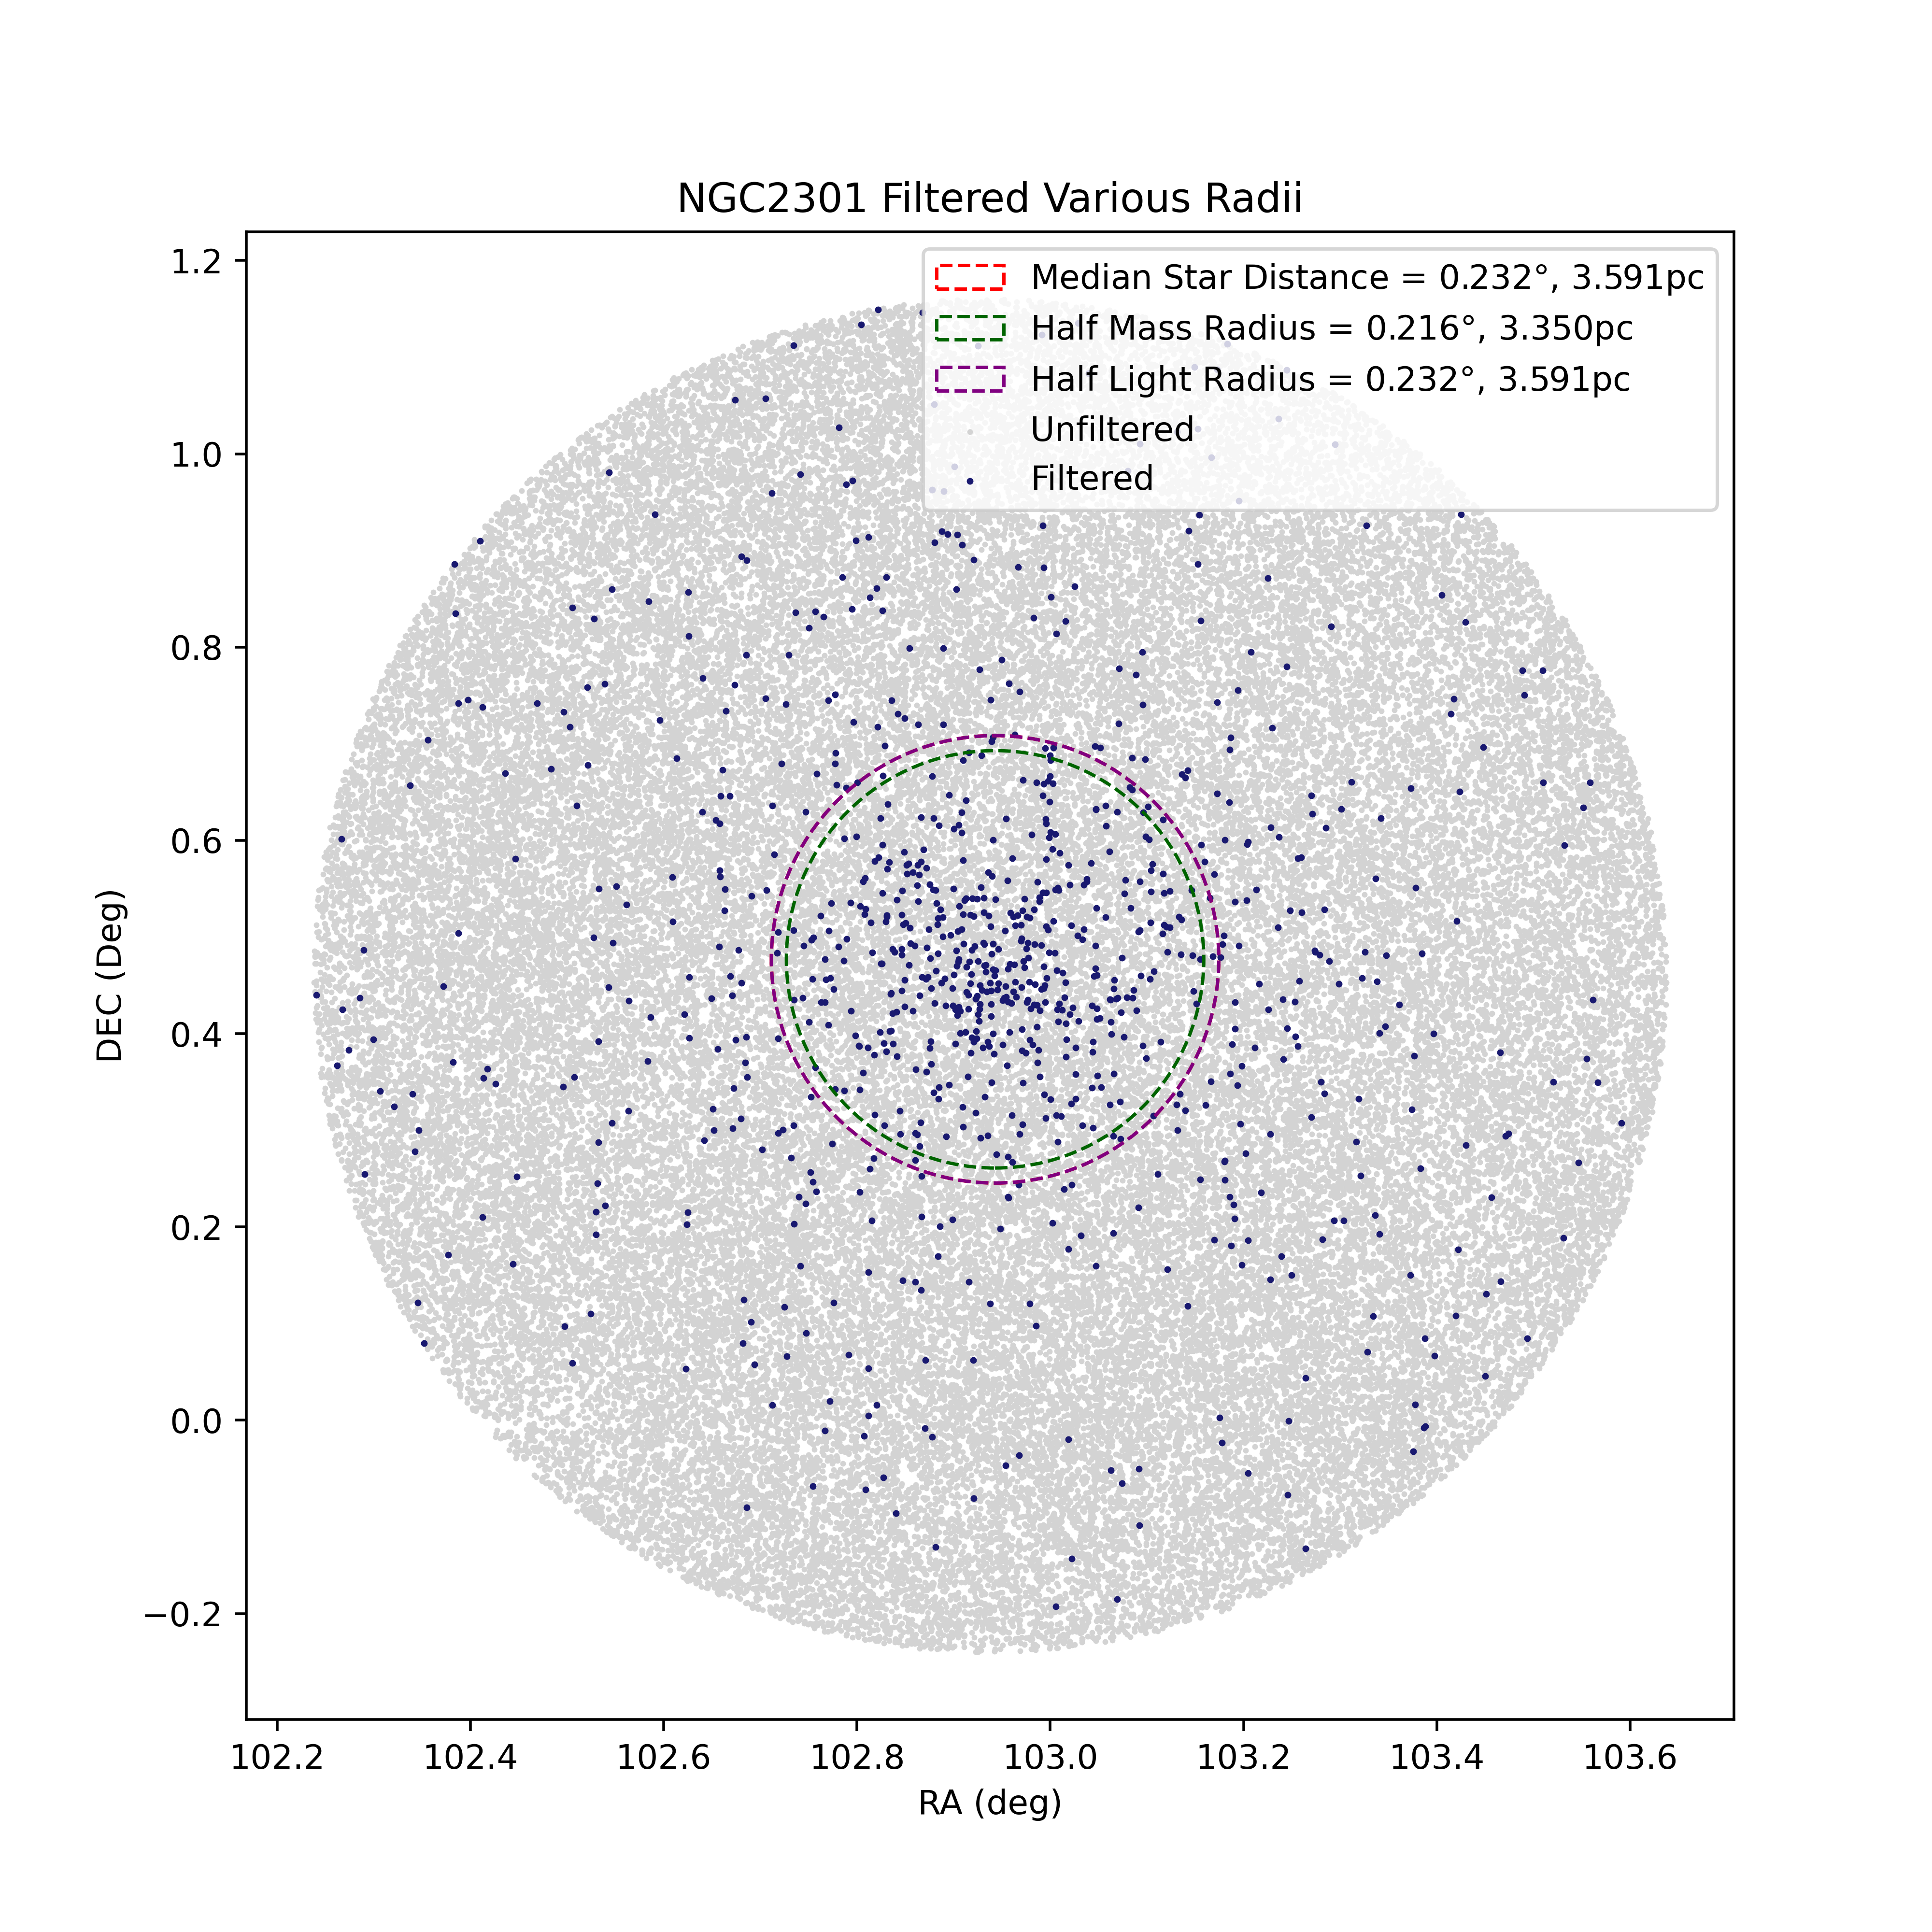 NGC2301 Filtered Various Radii
Median Star Distance = 0.232°, 3.591pc
Half Mass Radius = 0.216°, 3.350pc
Half Light Radius = 0.232°, 3.591pc
Unfiltered
Filtered
1.2
1.0
0.8
0.6
0.4
0.2
0.0
−0.2
DEC (Deg)
102.2 102.4 102.6 102.8 103.0 103.2 103.4 103.6
RA (deg)